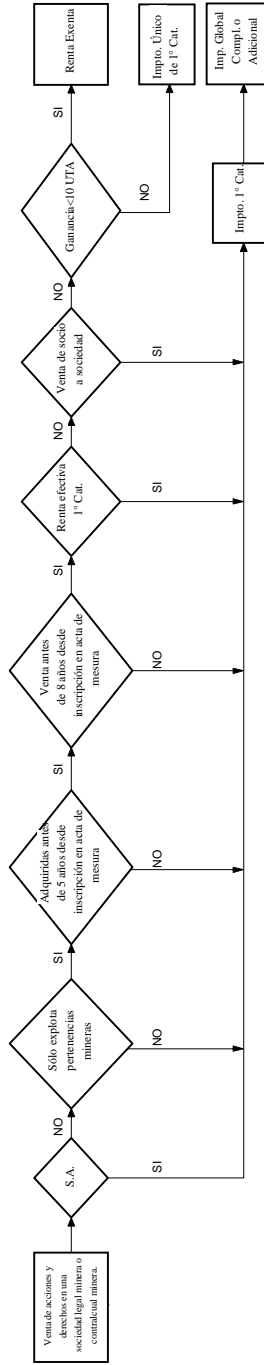 Venta de acciones y
derechos en una
sociedad legal minera o
contralcual minera.
S.A.
NO
SI
Sólo explota
pertenencias
mineras
SI
NO
Adquiridas antes
de 5 años desde
inscripción en acta de
mesura
SI
NO
Venta antes
de 8 años desde
inscripción en acta de
mesura
SI
NO
Renta efectiva
1° Cat.
NO
SI
Venta de socio
a sociedad
NO
SI
Ganancia<10 UTA
SI
NO
Renta Exenta
Impto. Único
de 1° Cat.
Impto. 1° Cat.
Imp. Global
Compl. o
Adicional